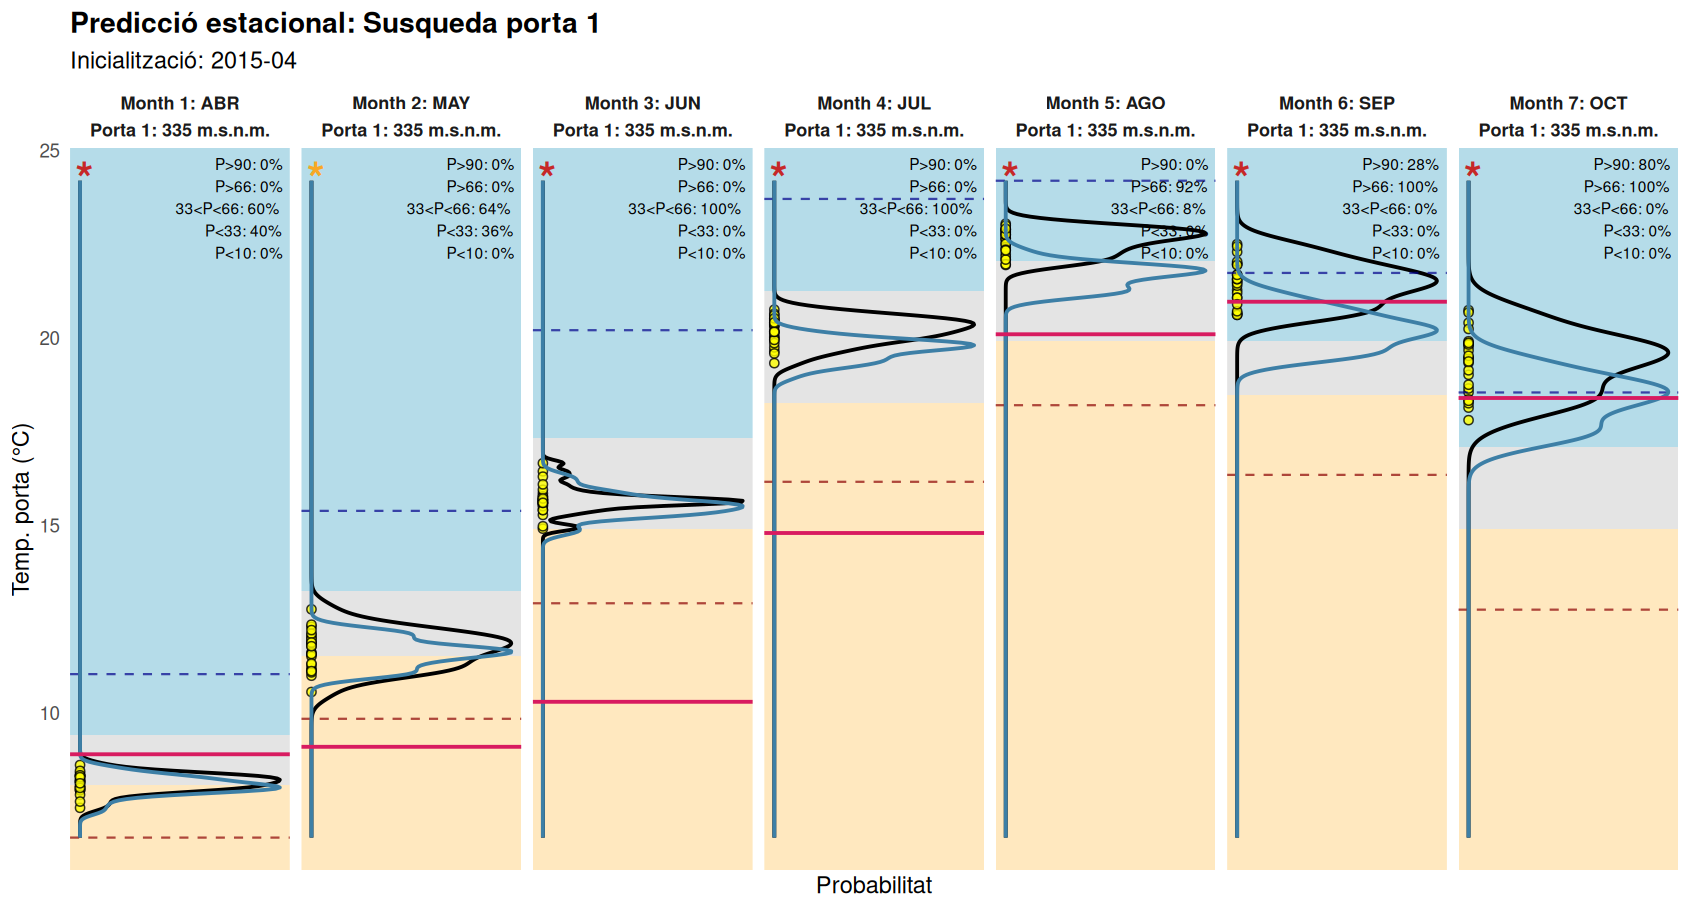 Predicció estacional: Susqueda porta 1
Inicialització: 2015-04
Month 1: ABR
Porta 1: 335 m.s.n.m.
Month 2: MAY
Porta 1: 335 m.s.n.m.
Month 3: JUN
Porta 1: 335 m.s.n.m.
Month 4: JUL
Porta 1: 335 m.s.n.m.
Month 5: AGO
Porta 1: 335 m.s.n.m.
Month 6: SEP
Porta 1: 335 m.s.n.m.
Month 7: OCT
Porta 1: 335 m.s.n.m.
Temp. porta (°C)
25
20
15
10
*
P>90: 0%
P>66: 0%
33<P<66: 60%
P<33: 40%
P<10: 0%
*
P>90: 0%
P>66: 0%
33<P<66: 64%
P<33: 36%
P<10: 0%
*
P>90: 0%
P>66: 0%
33<P<66: 100%
P<33: 0%
P<10: 0%
*
P>90: 0%
P>66: 0%
33<P<66: 100%
P<33: 0%
P<10: 0%
*
P>90: 0%
P>66: 92%
33<P<66: 8%
P<33: 0%
P<10: 0%
*
P>90: 28%
P>66: 100%
33<P<66: 0%
P<33: 0%
P<10: 0%
*
P>90: 80%
P>66: 100%
33<P<66: 0%
P<33: 0%
P<10: 0%
Probabilitat